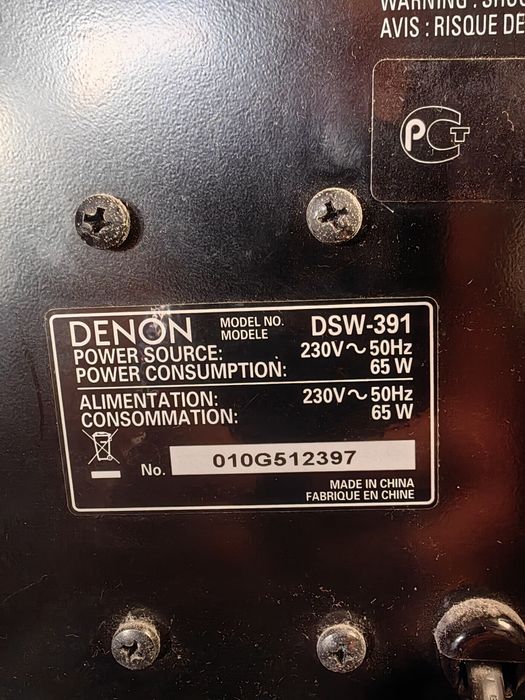 AVIS : RISQUE DE
PCT
DENON MODEL NO. MODELE DSW-391
POWER SOURCE: 230V～50Hz
POWER CONSUMPTION: 65 W
ALIMENTATION: 230V～50Hz
CONSOMMATION: 65 W
No. 010G512397
MADE IN CHINA
FABRIQUE EN CHINE